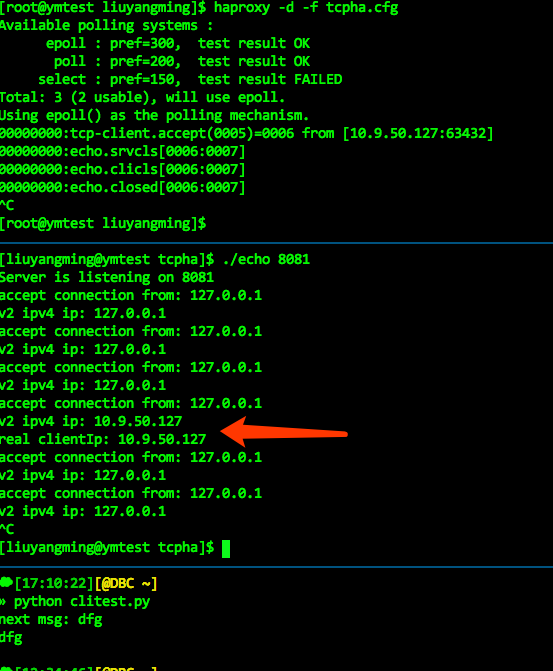 [root@ymtest liuyangming]$ haproxy -d -f tcpha.cfg
Available polling systems :
epoll : pref=300,  test result OK
poll : pref=200,  test result OK
select : pref=150,  test result FAILED
Total: 3 (2 usable), will use epoll.
Using epoll() as the polling mechanism.
00000000:tcp-client.accept(0005)=0006 from [10.9.50.127:63432]
00000000:echo.srvcls[0006:0007]
00000000:echo.clicls[0006:0007]
00000000:echo.closed[0006:0007]
^C
[root@ymtest liuyangming]$
[liuyangming@ymtest tcpha]$ ./echo 8081
Server is listening on 8081
accept connection from: 127.0.0.1
v2 ipv4 ip: 127.0.0.1
accept connection from: 127.0.0.1
v2 ipv4 ip: 127.0.0.1
accept connection from: 127.0.0.1
v2 ipv4 ip: 127.0.0.1
accept connection from: 127.0.0.1
v2 ipv4 ip: 10.9.50.127
real clientIp: 10.9.50.127
accept connection from: 127.0.0.1
v2 ipv4 ip: 127.0.0.1
accept connection from: 127.0.0.1
v2 ipv4 ip: 127.0.0.1
^C
[liuyangming@ymtest tcpha]$
[17:10:22][@DBC ~]
» python clitest.py
next msg: dfg
dfg